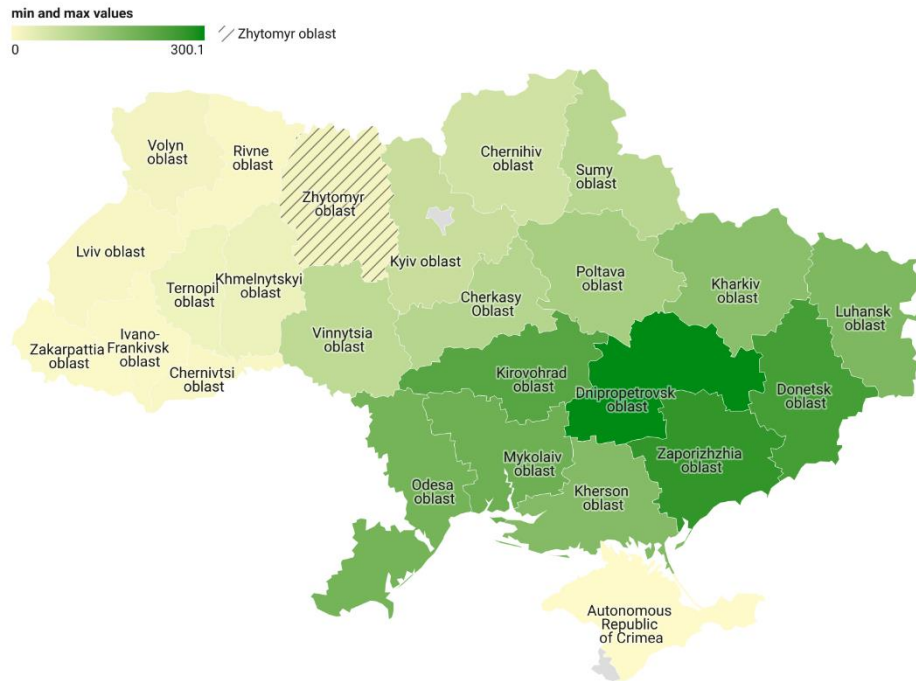 min and max values
0
300.1
Zhytomyr oblast
Volyn
oblast
Rivne
oblast
Zhytomyr
oblast
Chernihiv
oblast
Sumy
oblast
Lviv oblast
Ternopil
oblast
Khmelnytskyi
oblast
Kyiv oblast
Poltava
oblast
Kharkiv
oblast
Luhansk
oblast
Cherkasy
Oblast
Zakarpattia
oblast
Ivano-
Frankivsk
oblast
Chernivtsi
oblast
Vinnytsia
oblast
Kirovohrad
oblast
Dnipropetrovsk
oblast
Donetsk
oblast
Odesa
oblast
Mykolaiv
oblast
Zaporizhzhia
oblast
Kherson
oblast
Autonomous
Republic
of Crimea